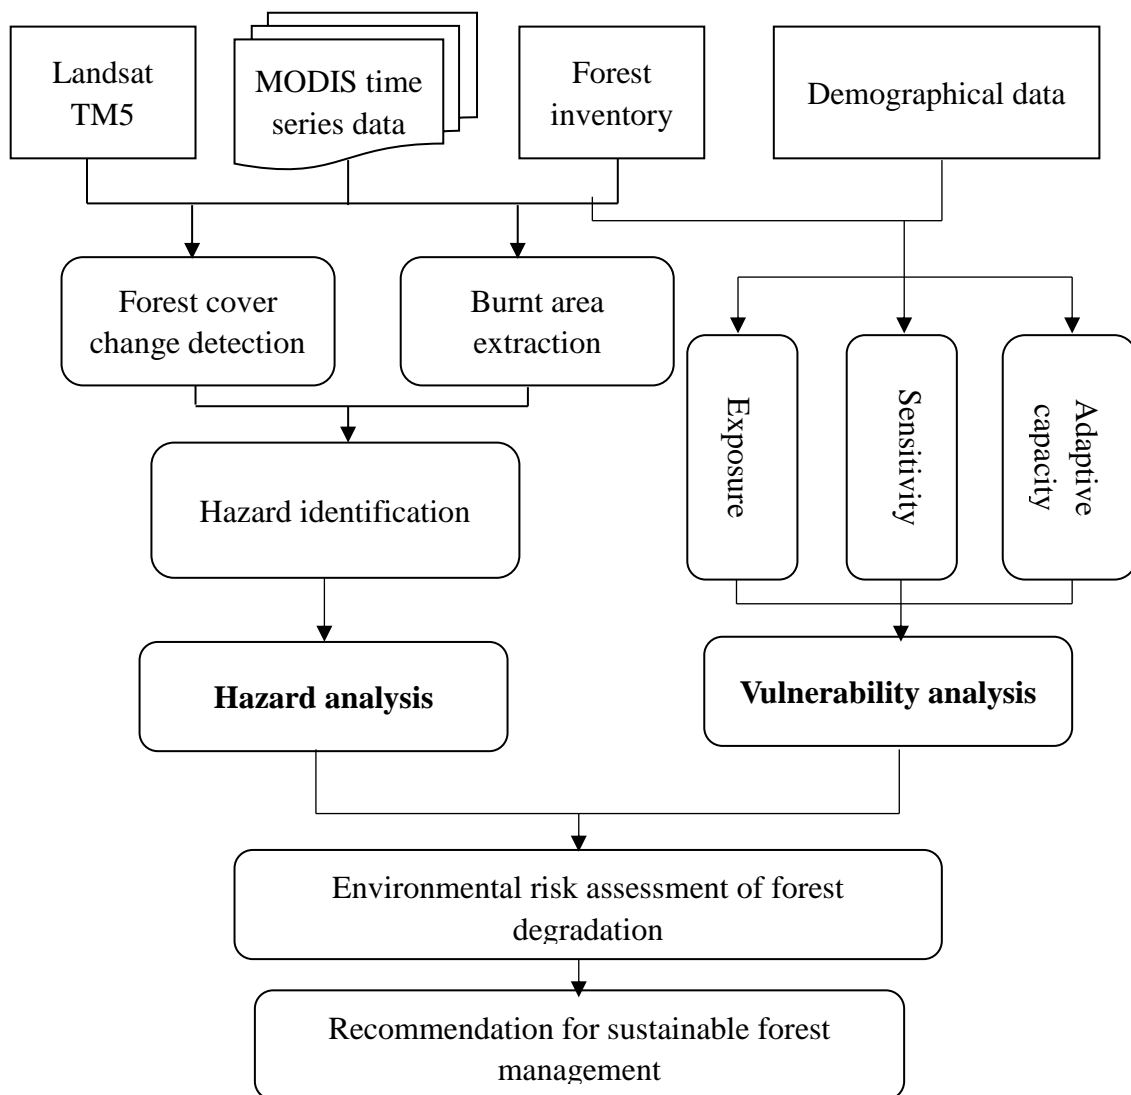 Landsat
TM5
MODIS time
series data
Forest
inventory
Demographical data
Forest cover
change detection
Burnt area
extraction
Exposure
Sensitivity
Adaptive
capacity
Hazard identification
Hazard analysis
Vulnerability analysis
Environmental risk assessment of forest
degradation
Recommendation for sustainable forest
management